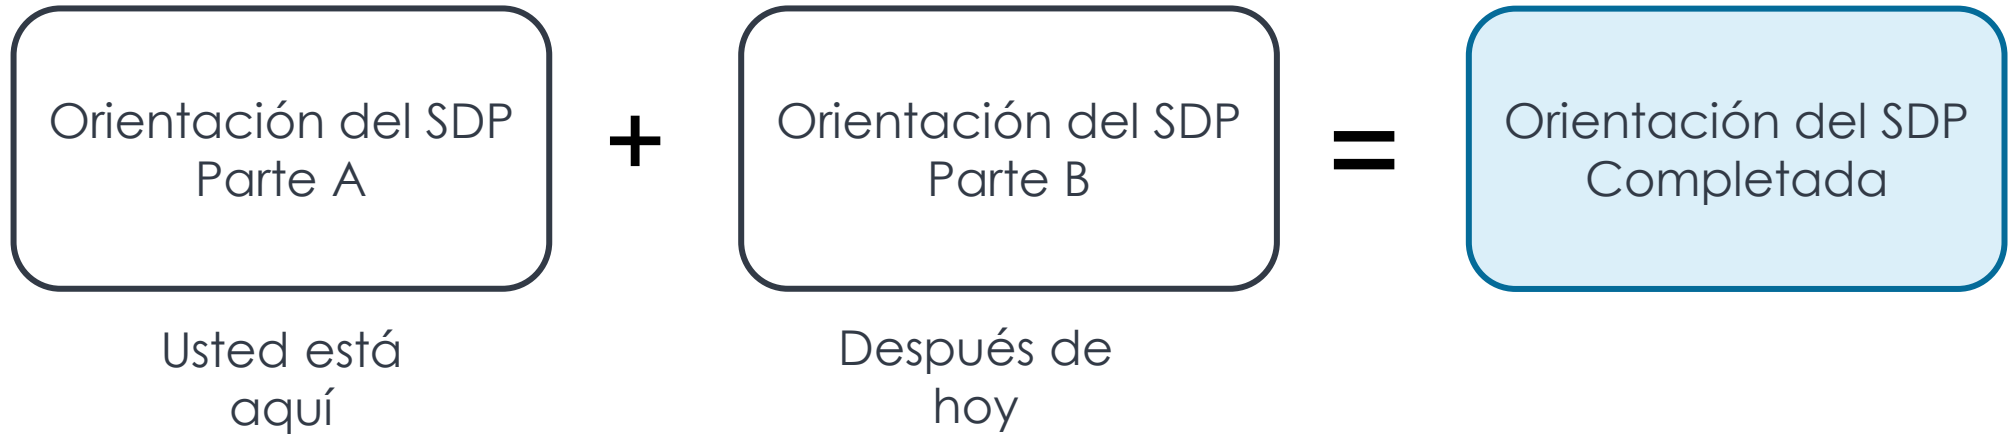 Orientación del SDP
Parte A
+
Orientación del SDP
Parte B
=
Orientación del SDP
Completada
Usted está
aquí
Después de
hoy